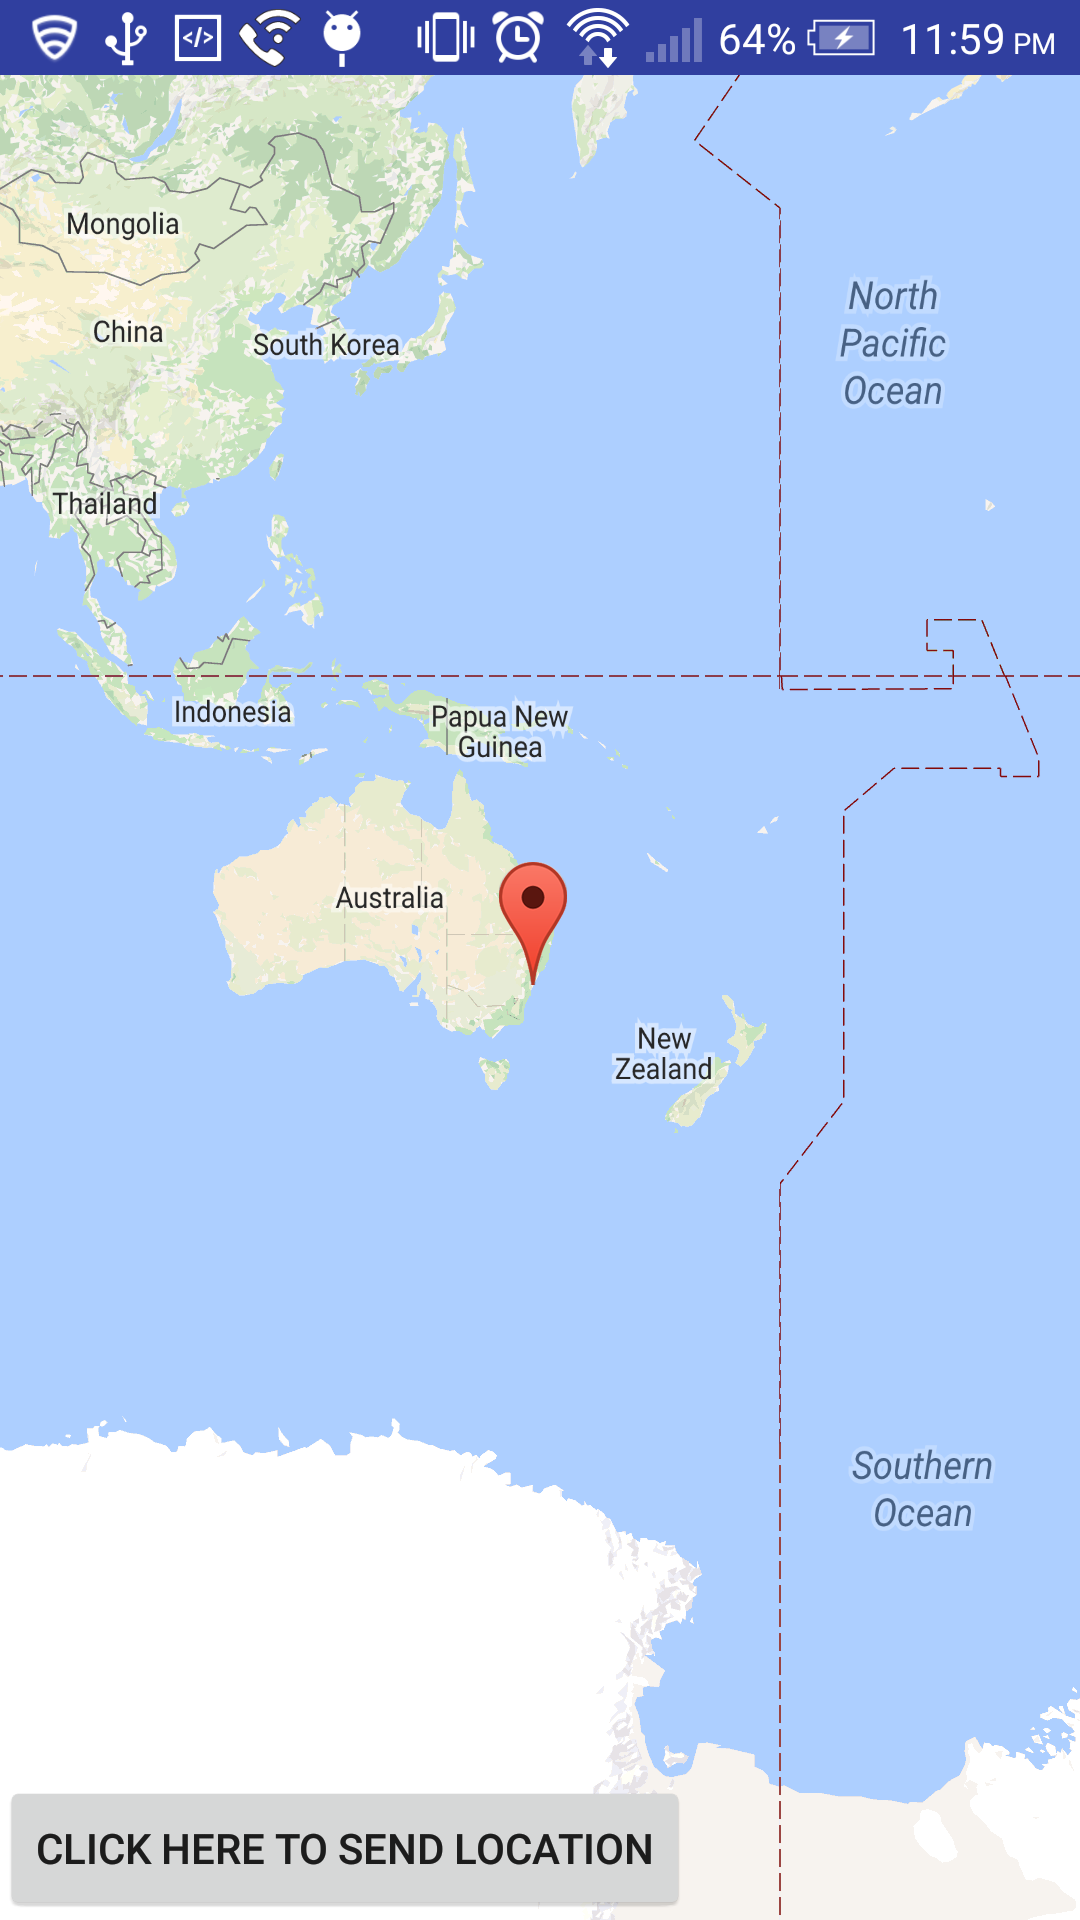 64% 11:59 PM
Mongolia
North
Pacific
Ocean
China
South Korea
Thailand
Indonesia
Papua New
Guinea
Australia
New
Zealand
Southern
Ocean
CLICK HERE TO SEND LOCATION